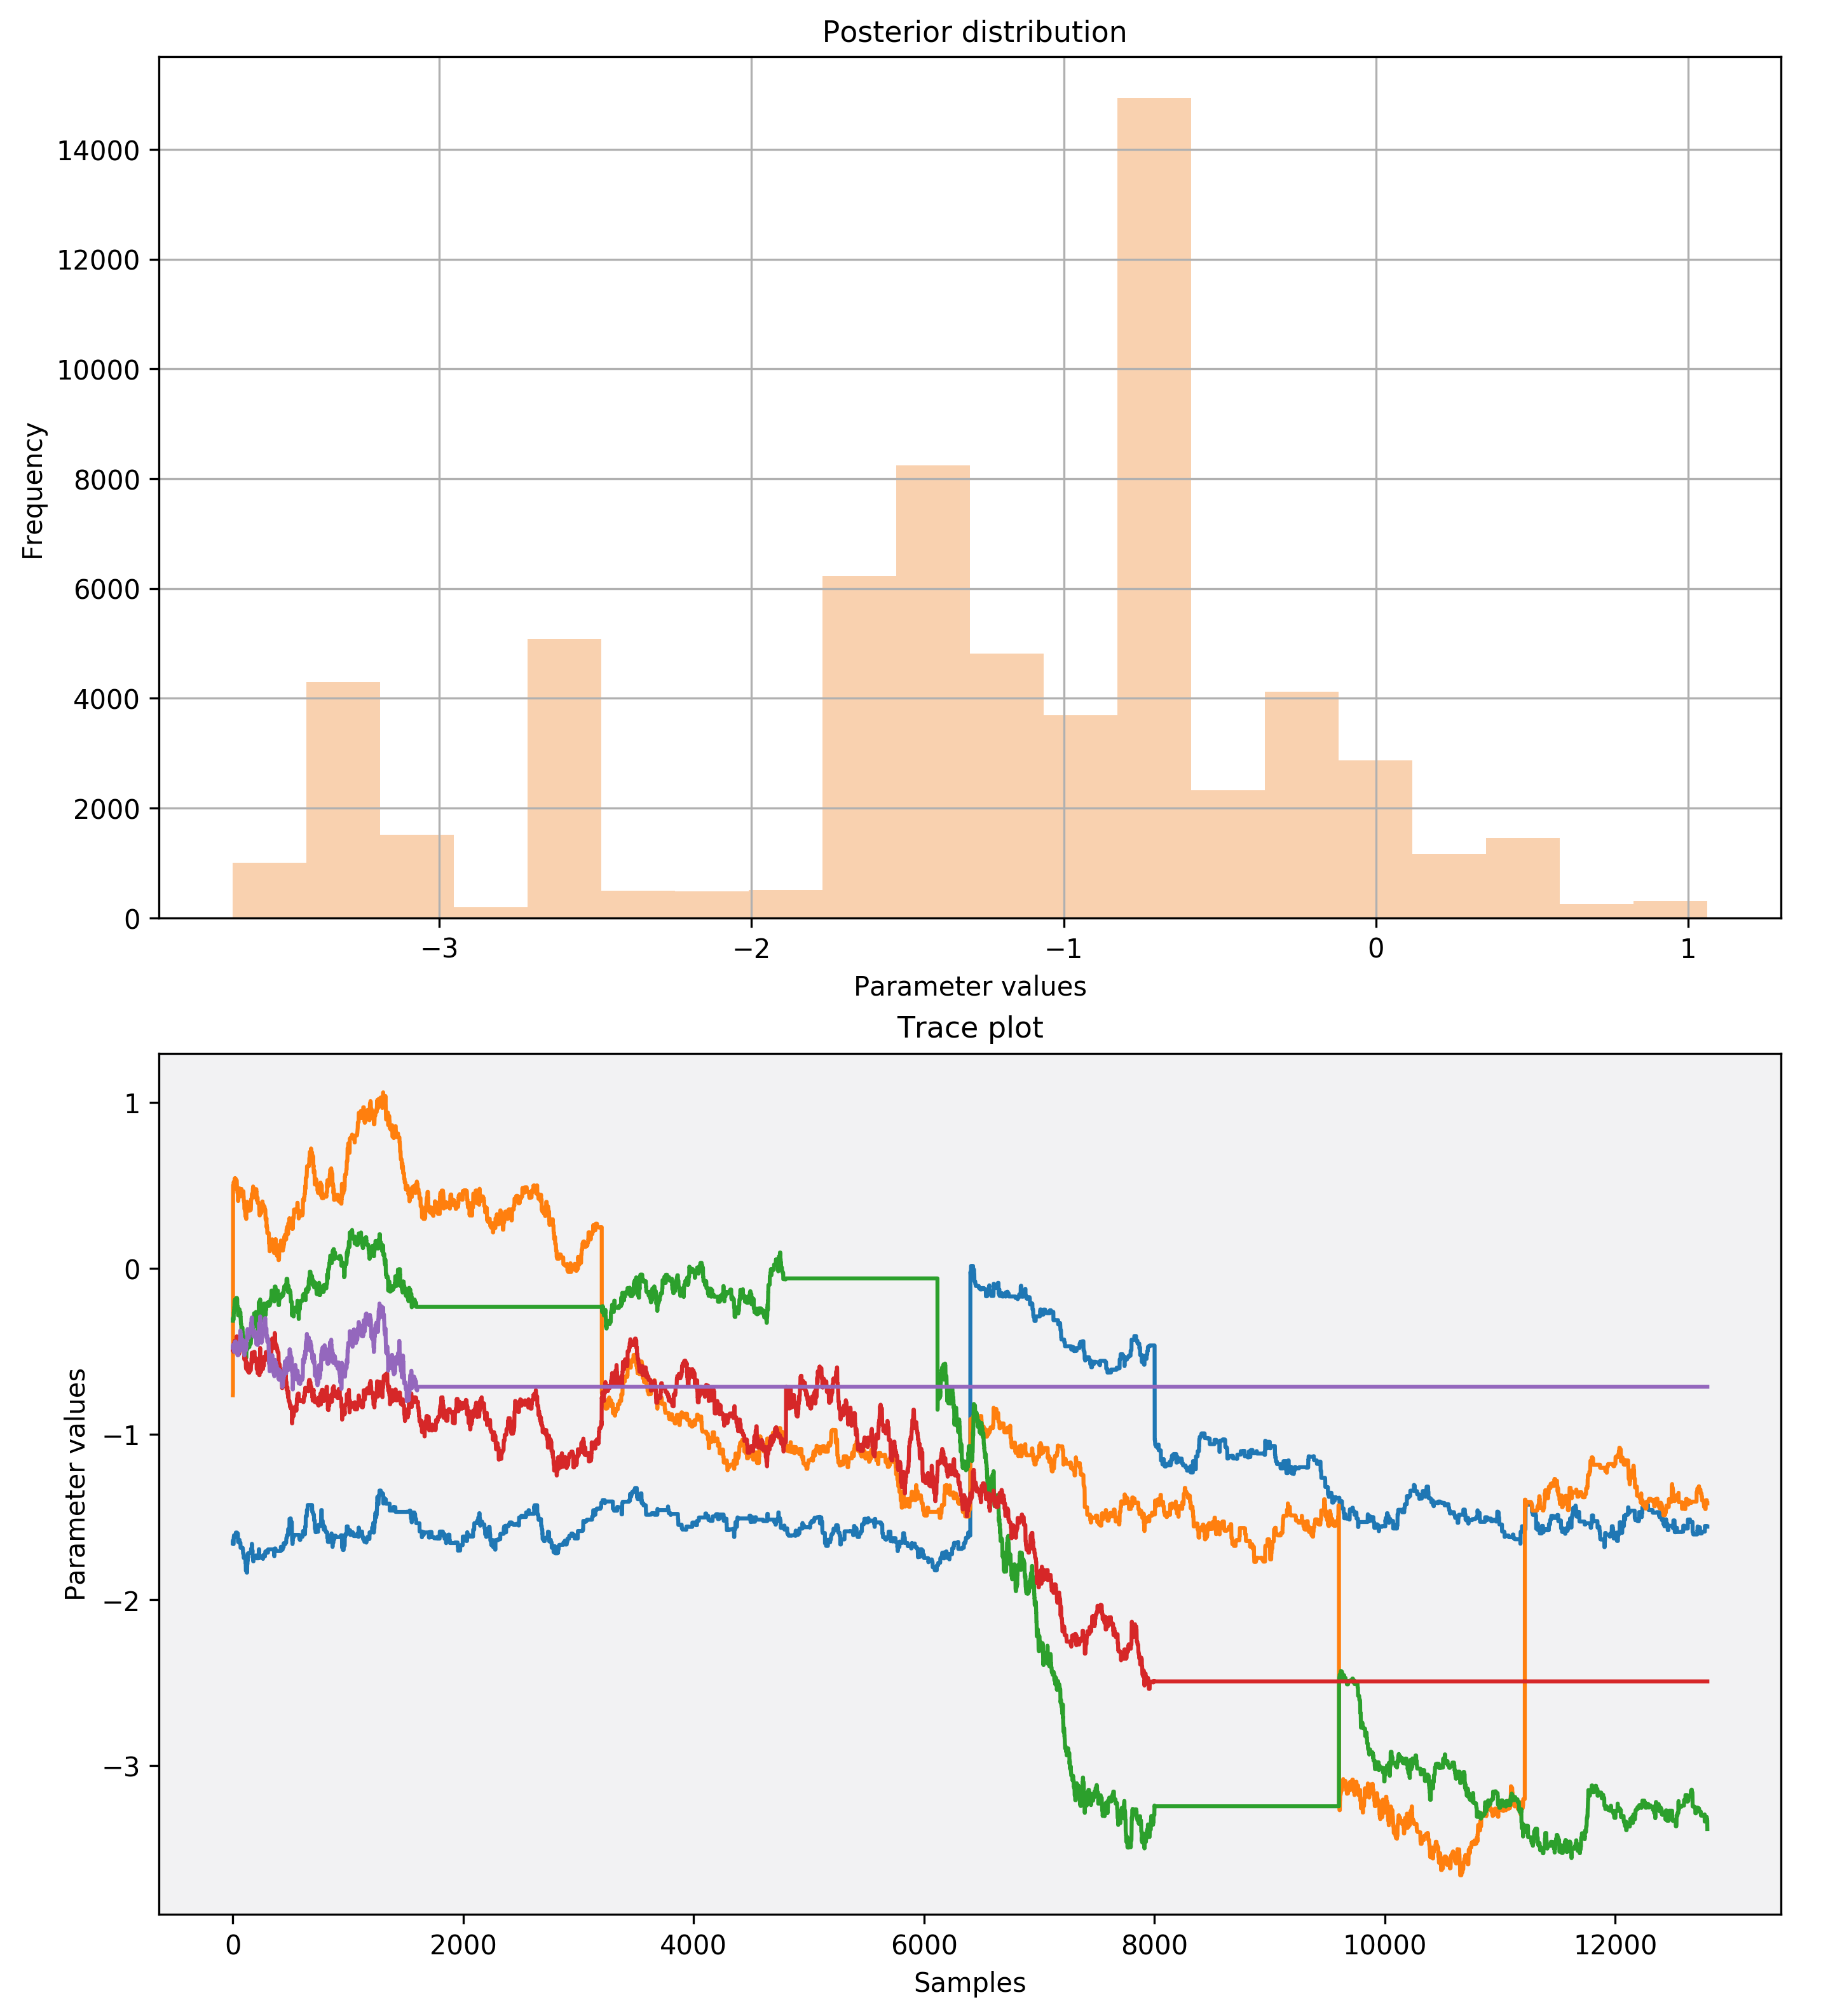 Posterior distribution
14000
12000
10000
8000
6000
4000
2000
0
Frequency
−3 −2 −1 0 1
Parameter values
Trace plot
1
0
−1
−2
−3
Parameter values
0 2000 4000 6000 8000 10000 12000
Samples